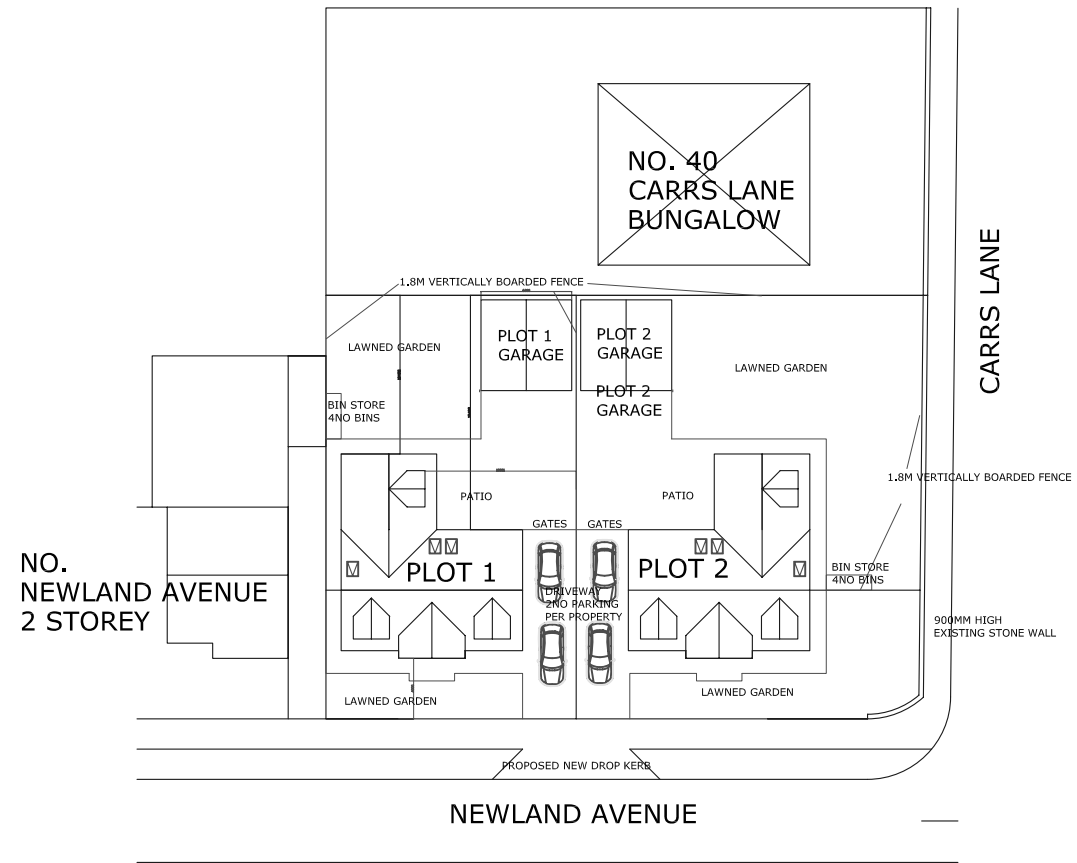 NO. 40
CARRS LANE
BUNGALOW
CARRS LANE
1.8M VERTICALLY BOARDED FENCE
PLOT 1
GARAGE
PLOT 2
GARAGE
LAWNED GARDEN
LAWNED GARDEN
PLOT 2
GARAGE
BIN STORE
4NO BINS
1.8M VERTICALLY BOARDED FENCE
PATIO
PATIO
GATES
GATES
NO.
NEWLAND AVENUE
2 STOREY
PLOT 1
PLOT 2
BIN STORE
4NO BINS
DRIVEWAY
2NO PARKING
PER PROPERTY
900MM HIGH
EXISTING STONE WALL
LAWNED GARDEN
LAWNED GARDEN
PROPOSED NEW DROP KERB
NEWLAND AVENUE